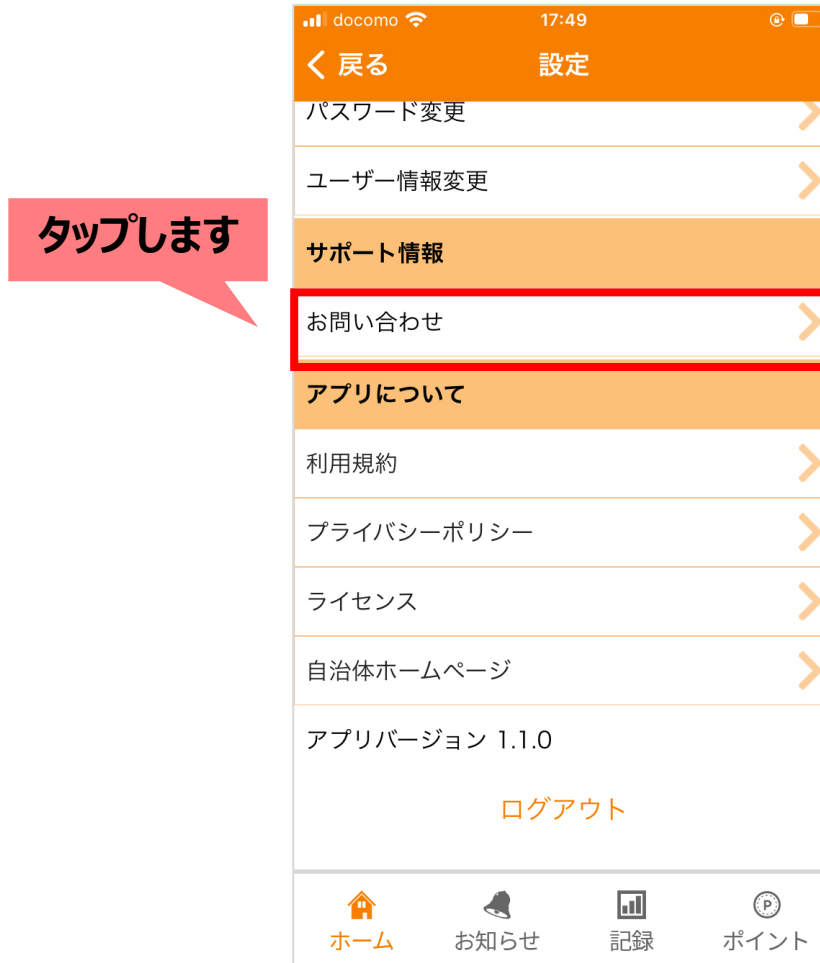 docomo 17:49
戻る 設定
パスワード変更
ユーザー情報変更
タップします
サポート情報
お問い合わせ
アプリについて
利用規約
プライバシーポリシー
ライセンス
自治体ホームページ
アプリバージョン 1.1.0
ログアウト
P
ホーム お知らせ 記録 ポイント